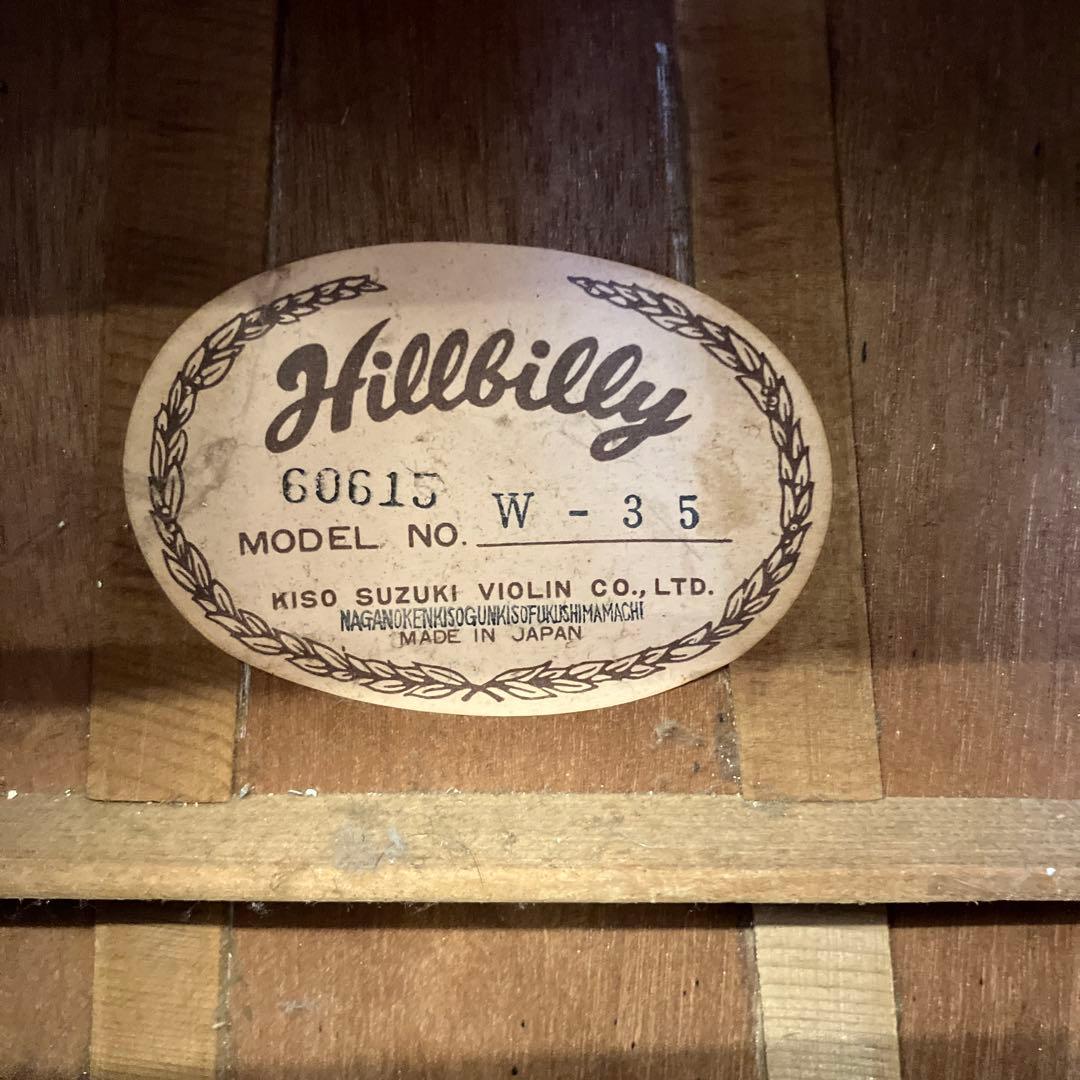 Hillbilly
60615
MODEL NO. W - 35
KISO SUZUKI VIOLIN CO., LTD.
NAGANOKENKISOGUNKISOFUKUSHIMAMACHI
MADE IN JAPAN